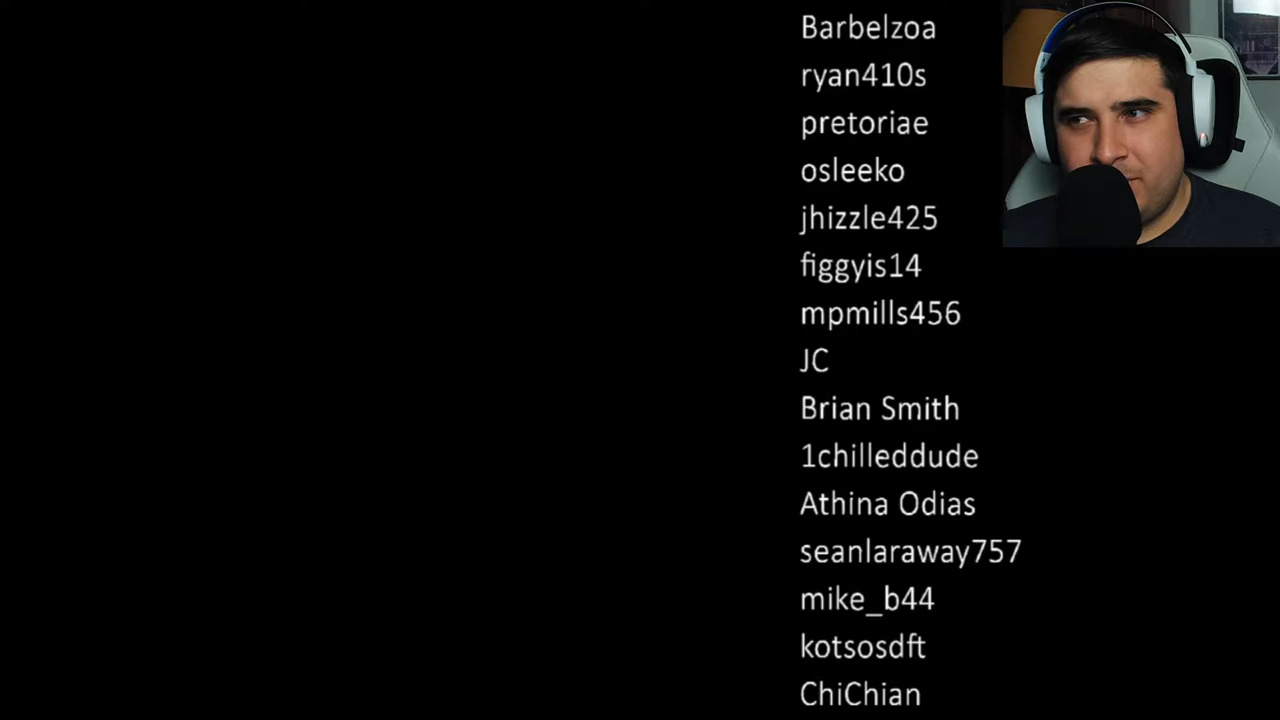 Barbelzoa
ryan410s
pretoriae
osleeko
jhizzle425
figgyis14
mpmills456
JC
Brian Smith
1chilleddude
Athina Odias
seanlaraway757
mike_b44
kotsosdft
ChiChian